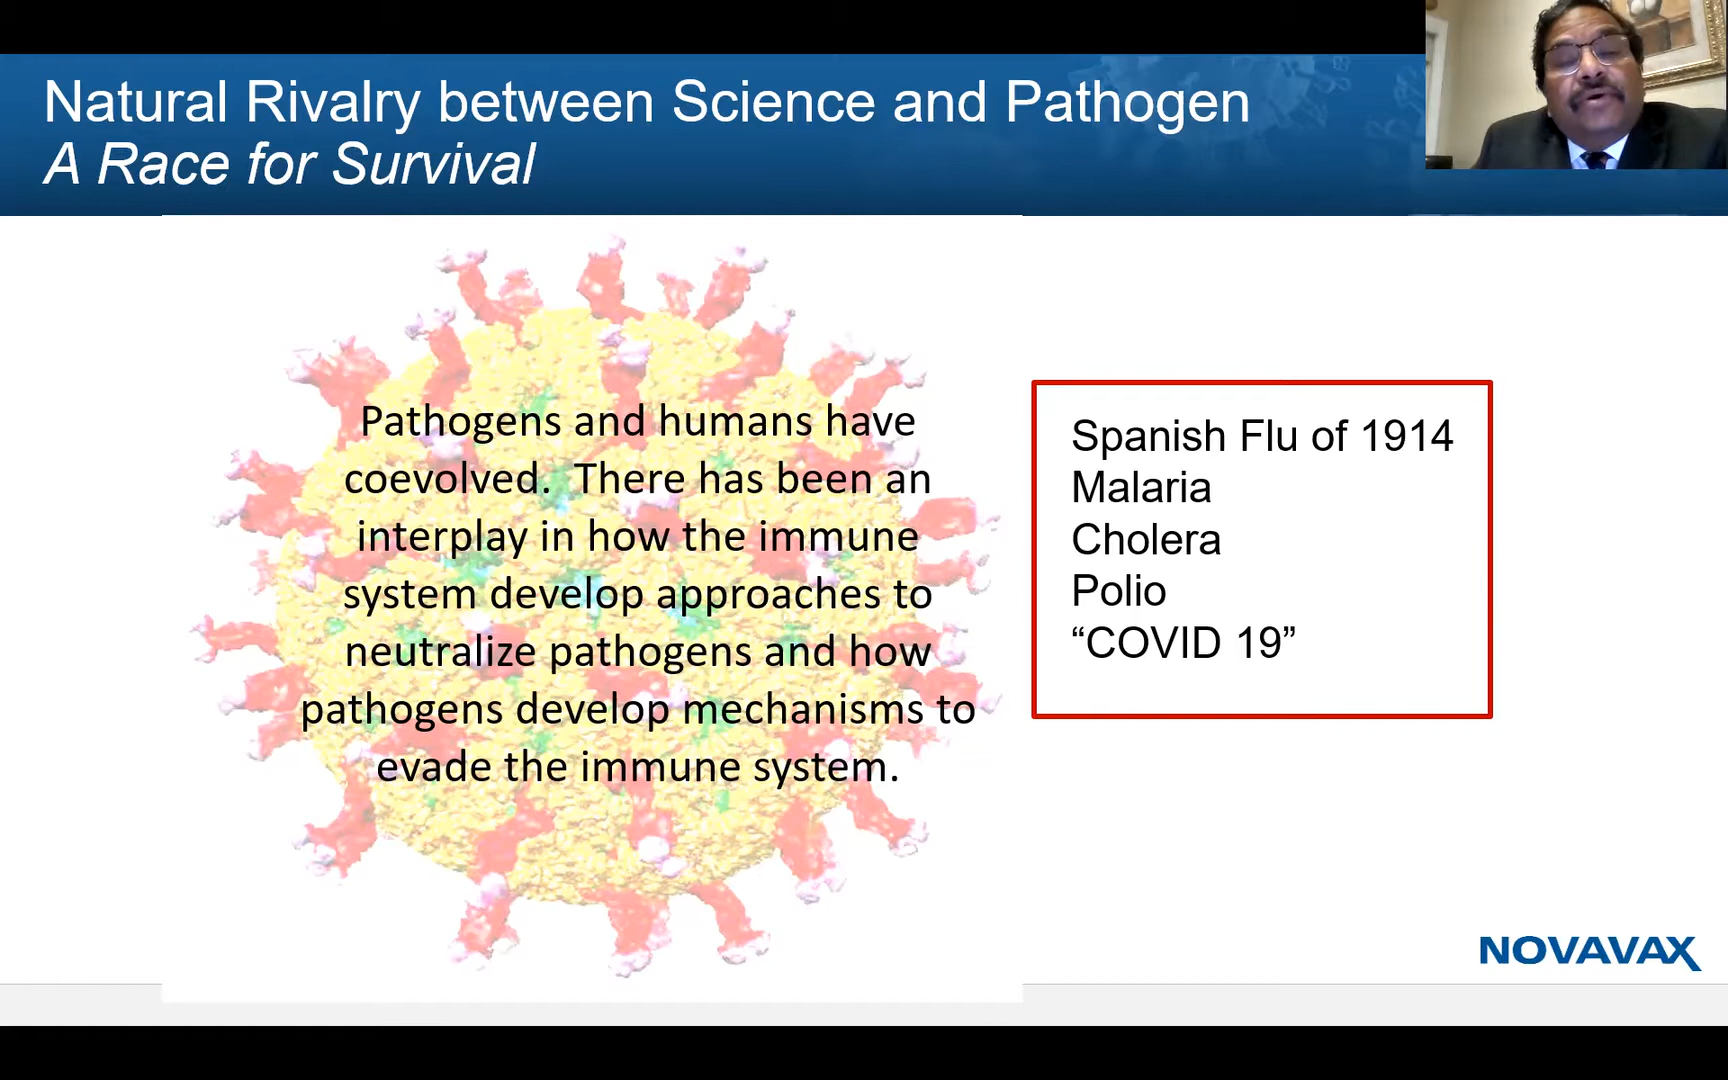 Natural Rivalry between Science and Pathogen
A Race for Survival
Pathogens and humans have
coevolved.  There has been an
interplay in how the immune
system develop approaches to
neutralize pathogens and how
pathogens develop mechanisms to
evade the immune system.
Spanish Flu of 1914
Malaria
Cholera
Polio
“COVID 19”
NOVAVAX